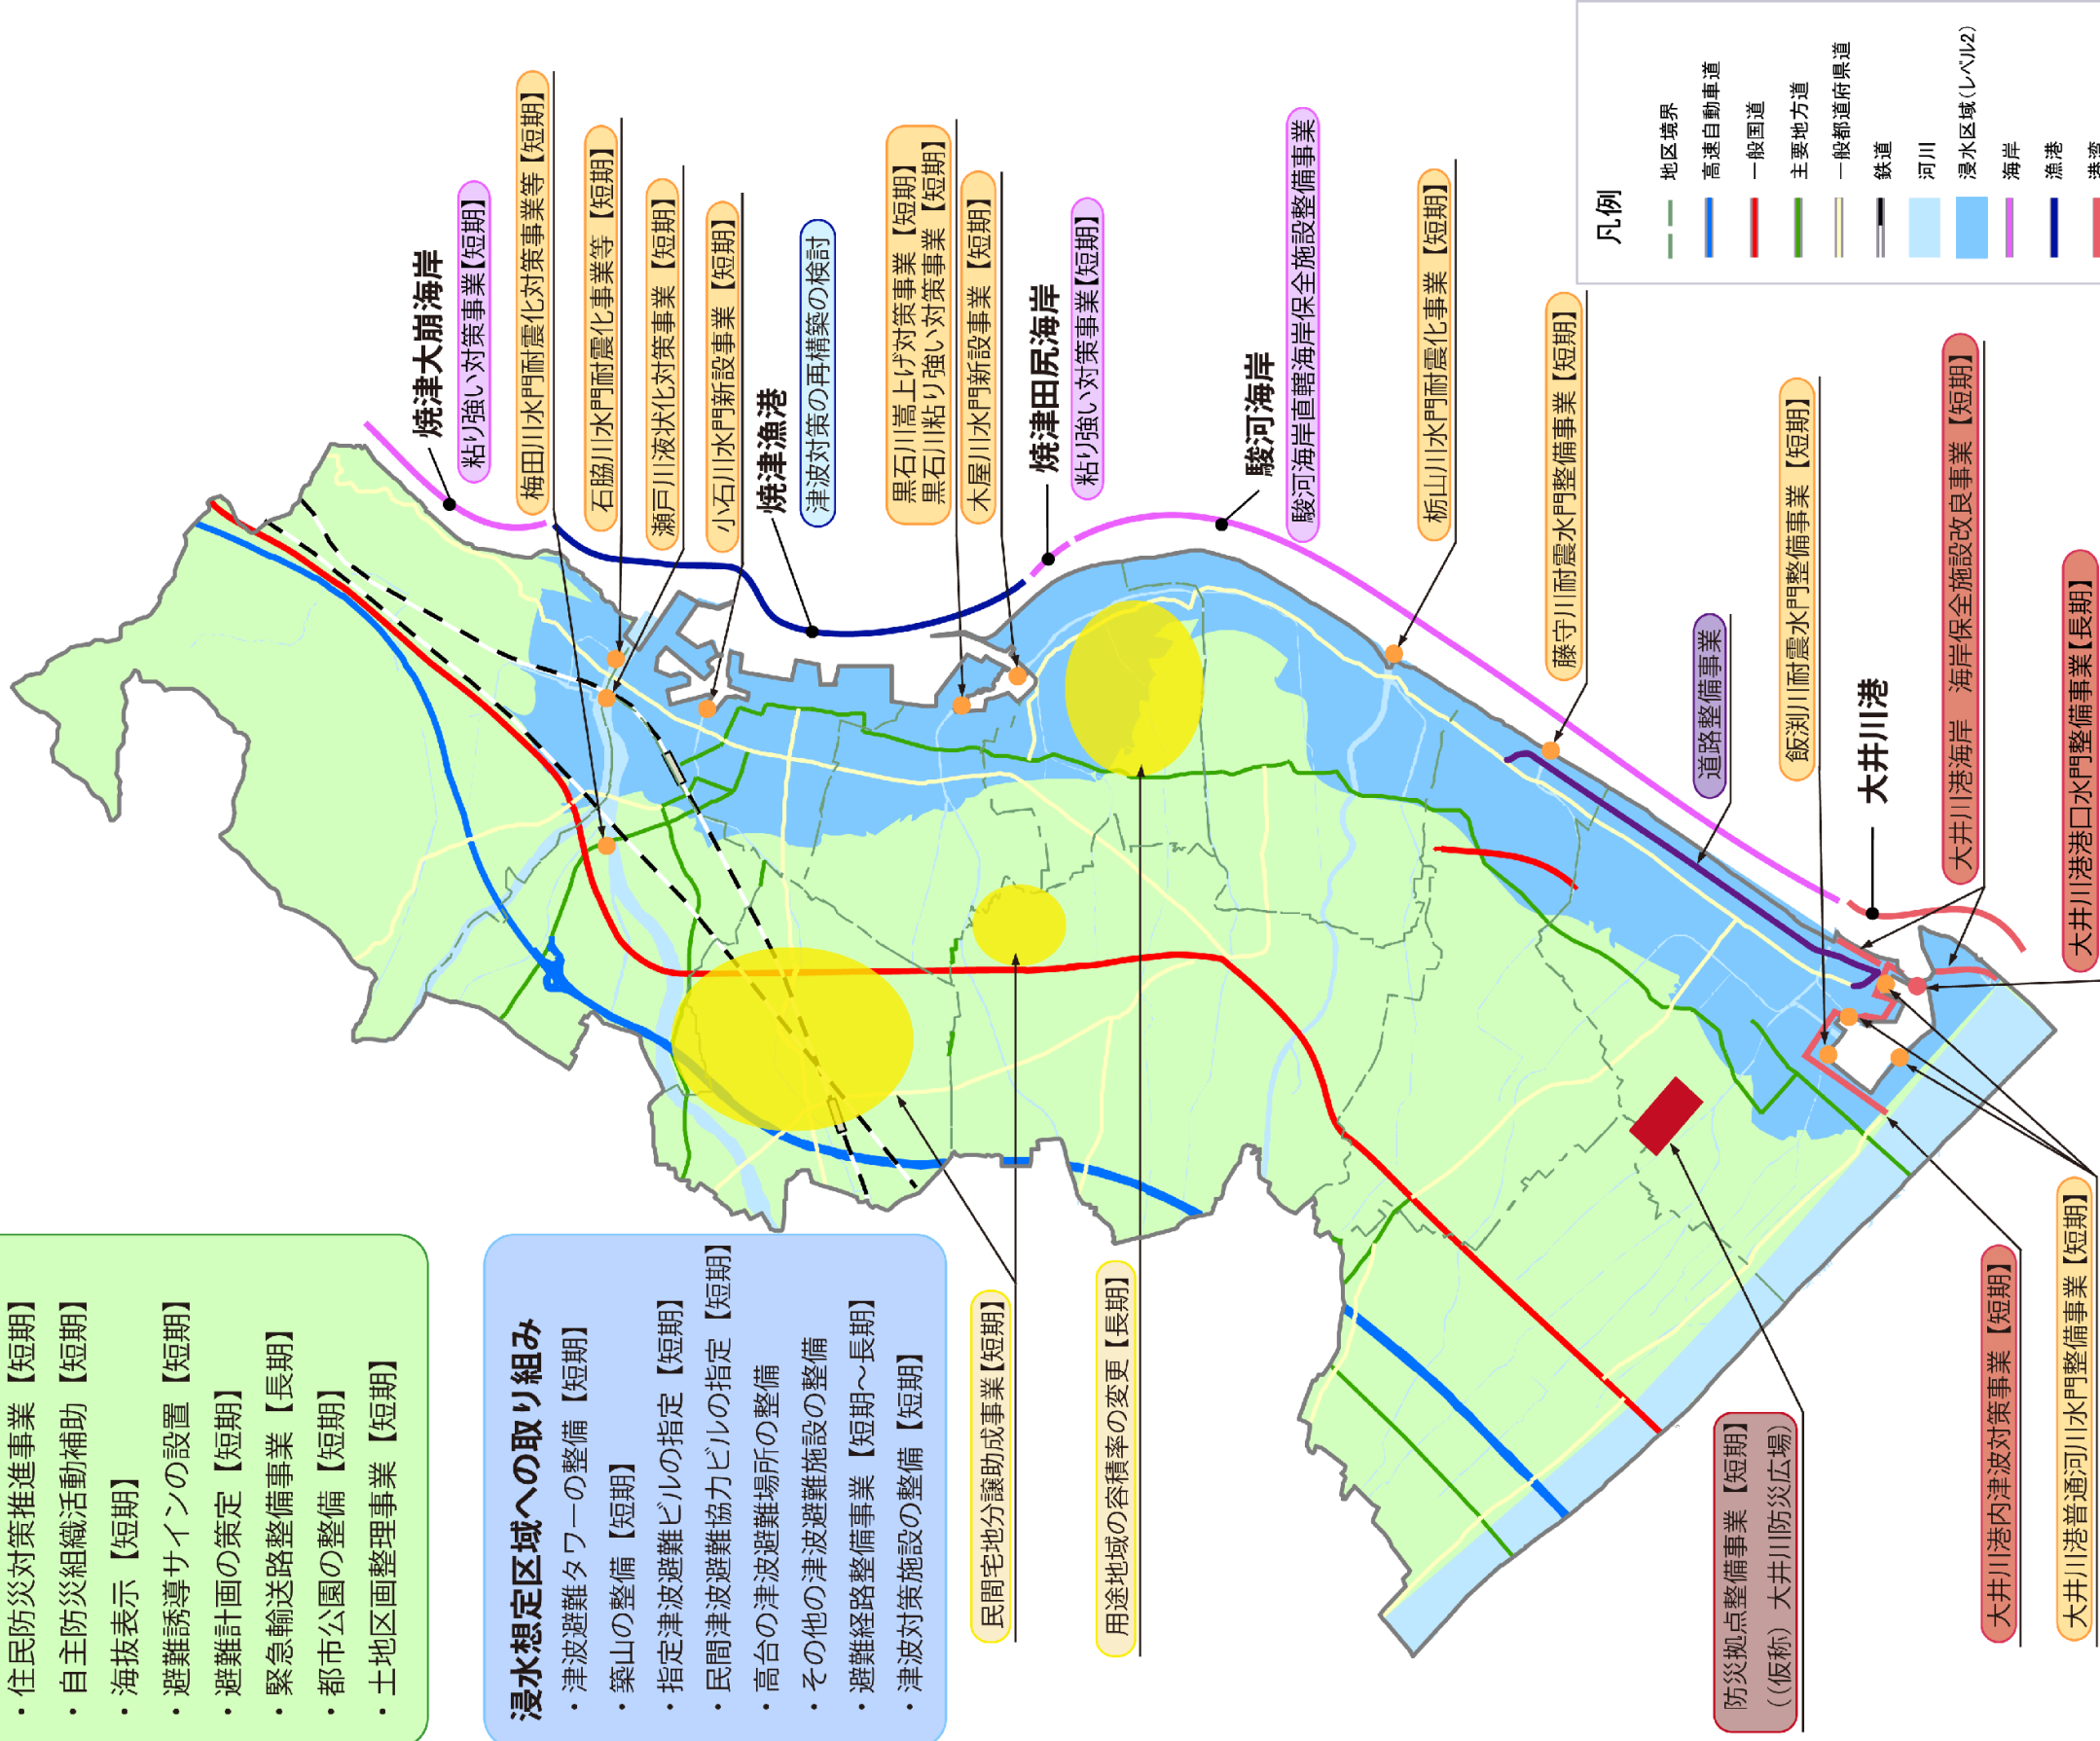 ・住民防災対策推進事業【短期】
・自主防災組織活動補助【短期】
・海抜表示【短期】
・避難誘導サインの設置【短期】
・避難計画の策定【短期】
・緊急輸送路整備事業【長期】
・都市公園の整備【短期】
・土地区画整理事業【短期】
浸水想定区域への取り組み
・津波避難タワーの整備【短期】
・築山の整備【短期】
・指定津波避難ビルの指定【短期】
・民間津波避難協力ビルの指定【短期】
・高台の津波避難場所の整備
・その他の津波避難施設の整備
・避難経路整備事業【短期～長期】
・津波対策施設の整備【短期】
民間宅地分譲助成事業【短期】
用途地域の容積率の変更【長期】
防災拠点整備事業【短期】
（（仮称）大井川防災広場）
大井川港内津波対策事業【短期】
大井川港普通河川水門整備事業【短期】
焼津大崩海岸
粘り強い対策事業【短期】
梅田川水門耐震化対策事業等【短期】
石脇川水門耐震化事業等【短期】
瀬戸川液状化対策事業【短期】
小石川水門新設事業【短期】
焼津漁港
津波対策の再構築の検討
黒石川嵩上げ対策事業【短期】
黒石川粘り強い対策事業【短期】
木屋川水門新設事業【短期】
焼津田尻海岸
粘り強い対策事業【短期】
駿河海岸
駿河海岸直轄海岸保全施設整備事業
栃山川水門耐震化事業【短期】
藤守川耐震水門整備事業【短期】
道路整備事業
飯渕川耐震水門整備事業【短期】
大井川港
大井川港海岸　海岸保全施設改良事業【短期】
大井川港港口水門整備事業【長期】
凡例
地区境界
高速自動車道
一般国道
主要地方道
一般都道府県道
鉄道
河川
浸水区域(レベル2)
海岸
漁港